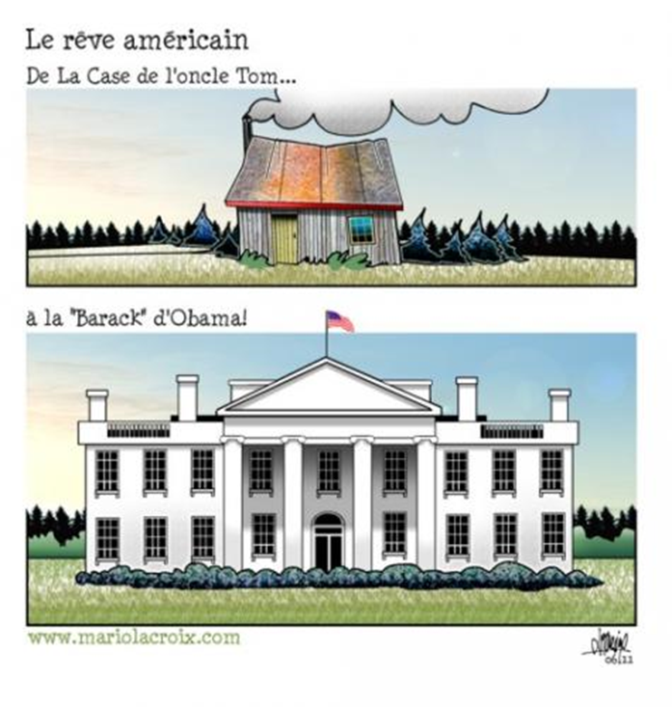 Le rêve américain
De La Case de l'oncle Tom...
à la "Barack" d'Obama!
www.mariolacroix.com
06/11